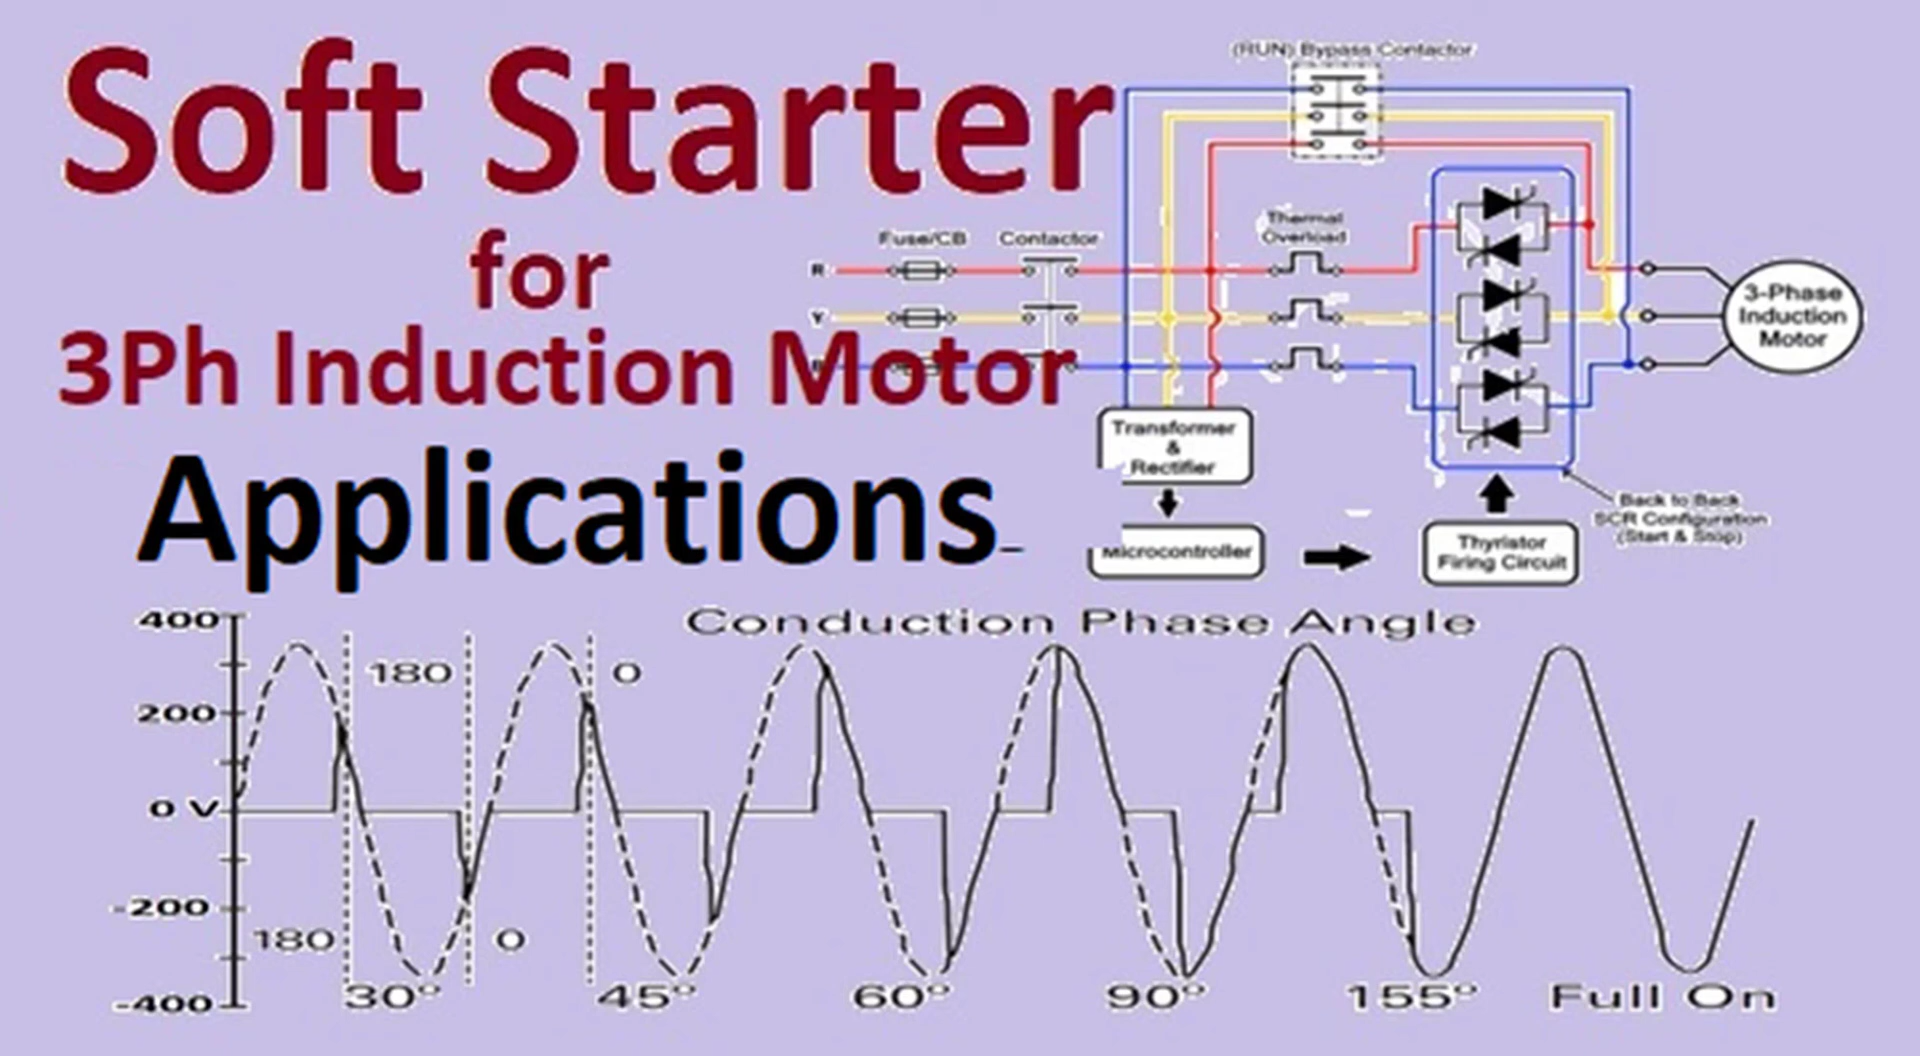 Soft Starter
for
3Ph Induction Motor
Applications
(RUN) Bypass Contactor
Fuse/CB
Contactor
Thermal
Overload
R
Y
3-Phase
Induction
Motor
Transformer
&
Rectifier
Microcontroller
Thyristor
Firing Circuit
Back to Back
SCR Configuration
(Start & Stop)
Conduction Phase Angle
400
200
0 V
-200
-400
180
0
180
0
30°
45°
60°
90°
155°
Full On